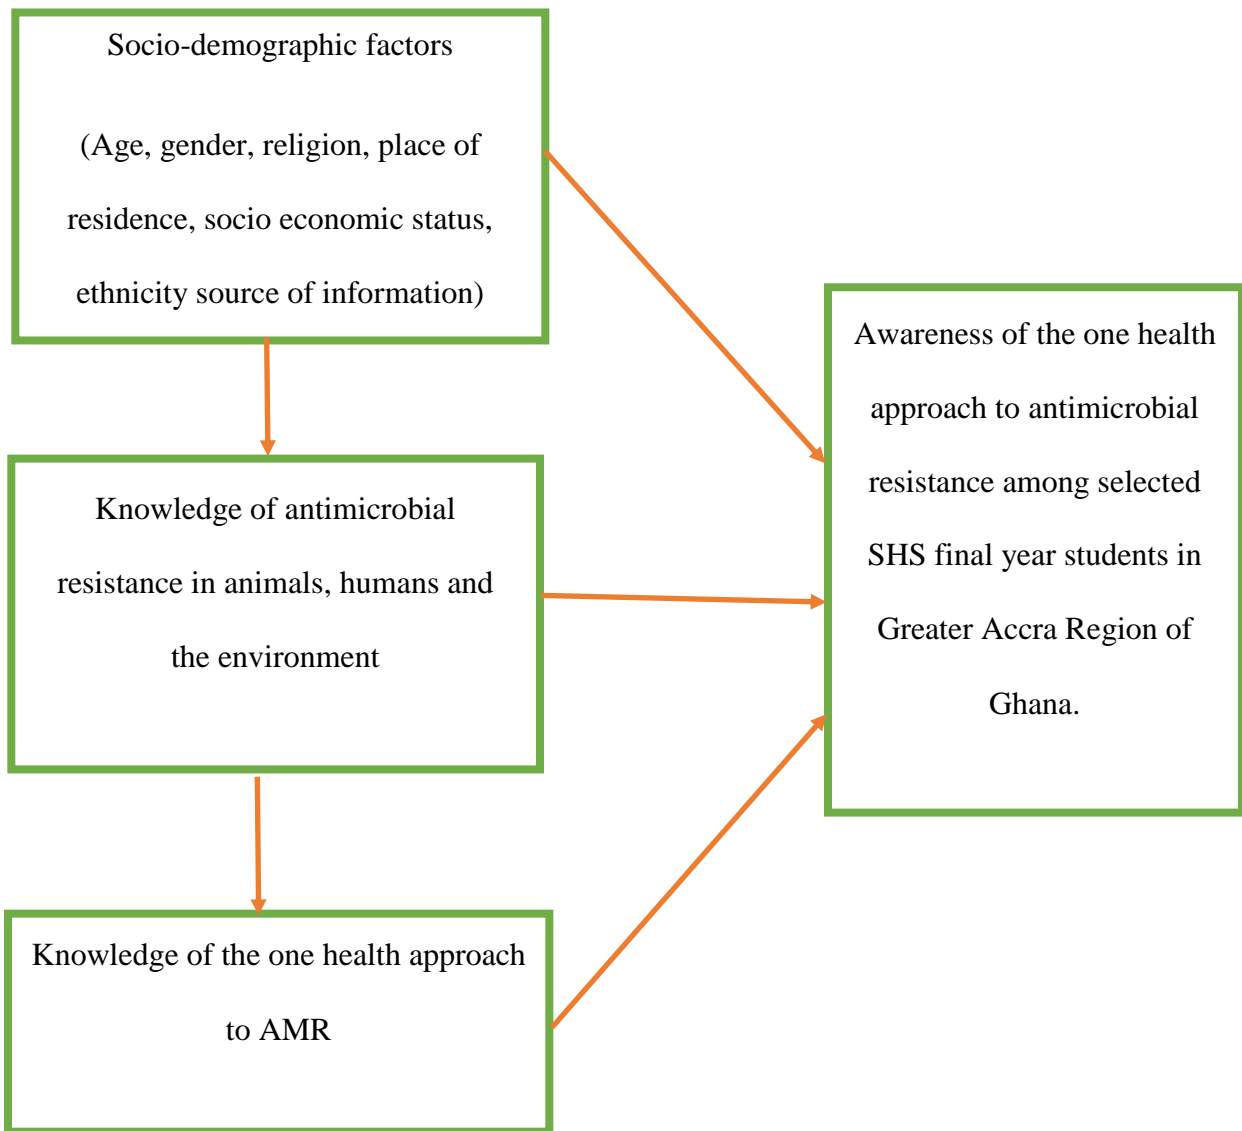 Socio-demographic factors
(Age, gender, religion, place of
residence, socio economic status,
ethnicity source of information)
Knowledge of antimicrobial
resistance in animals, humans and
the environment
Knowledge of the one health approach
to AMR
Awareness of the one health
approach to antimicrobial
resistance among selected
SHS final year students in
Greater Accra Region of
Ghana.